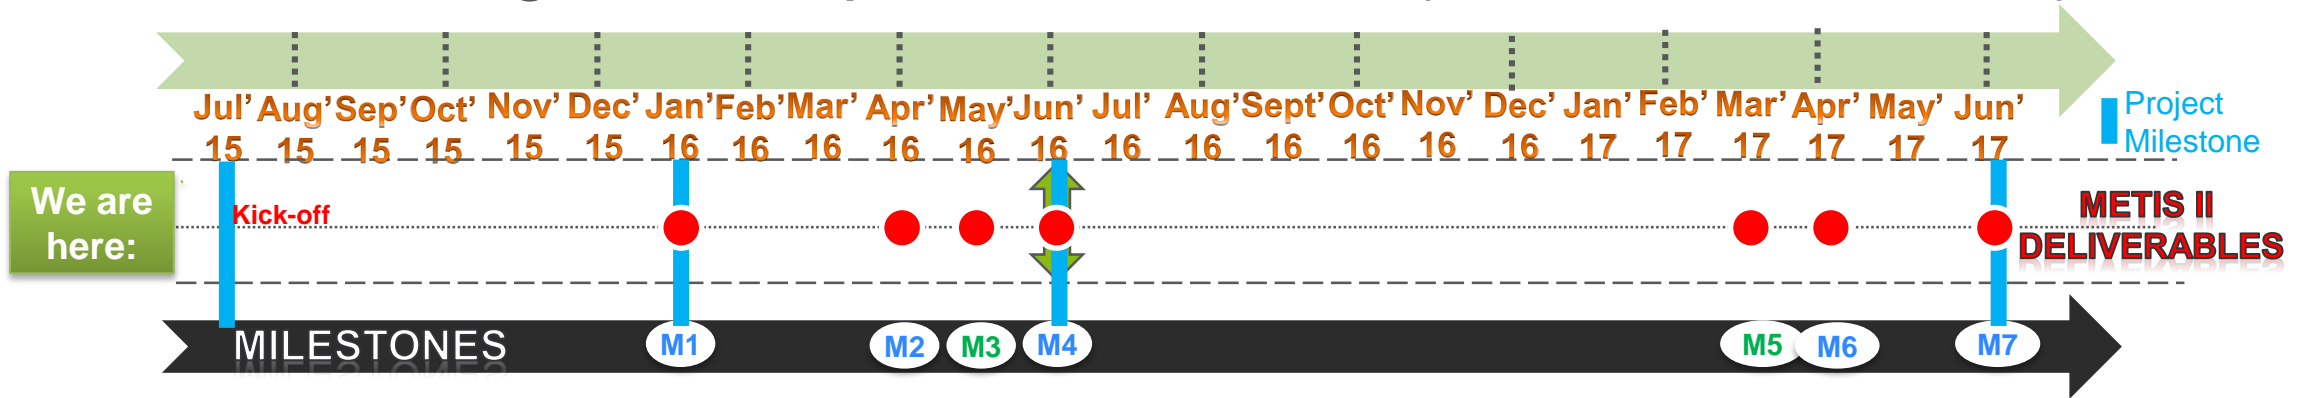 Jul’ Aug’ Sep’ Oct’ Nov’ Dec’ Jan’ Feb’ Mar’ Apr’ May’ Jun’ Jul’ Aug’ Sept’ Oct’ Nov’ Dec’ Jan’ Feb’ Mar’ Apr’ May’ Jun’
15 15 15 15 15 15 16 16 16 16 16 16 16 16 16 16 16 16 17 17 17 17 17 17
Project
Milestone
We are
here:
Kick-off
METIS II
DELIVERABLES
MILESTONES
M1
M2
M3
M4
M5
M6
M7